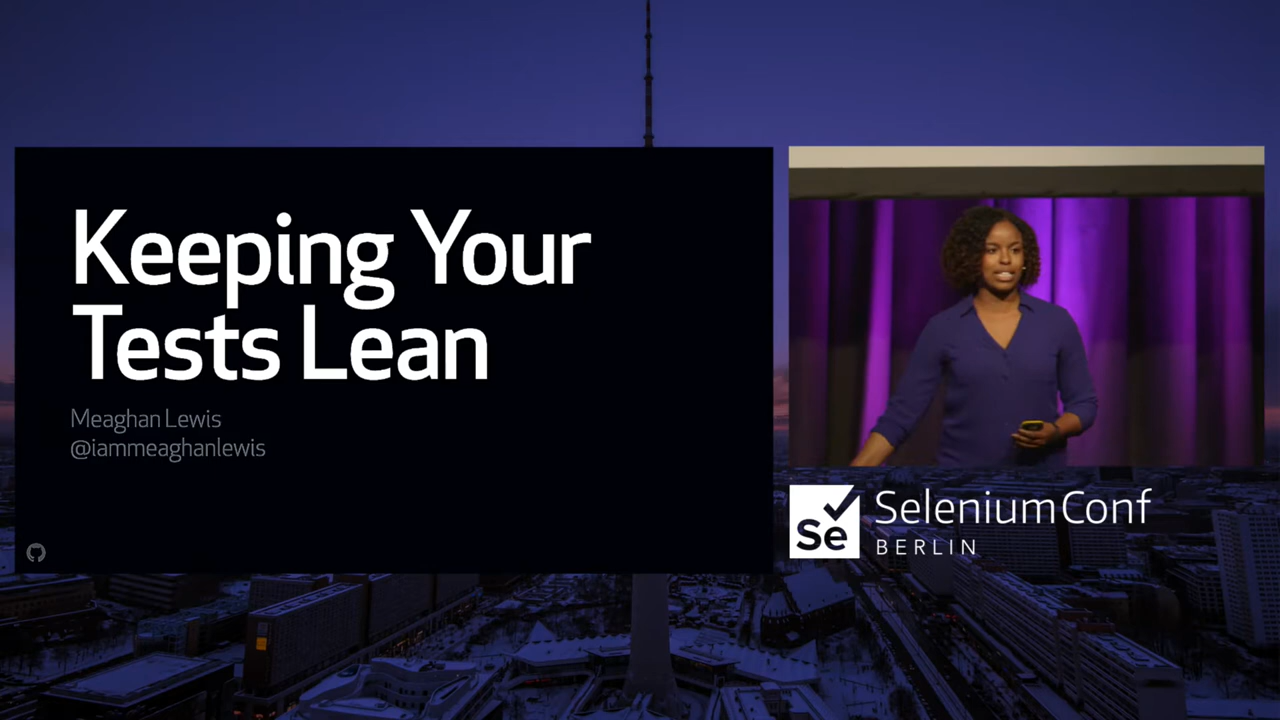 Keeping Your
Tests Lean
Meaghan Lewis
@iammeaghanlewis
Se
SeleniumConf
BERLIN